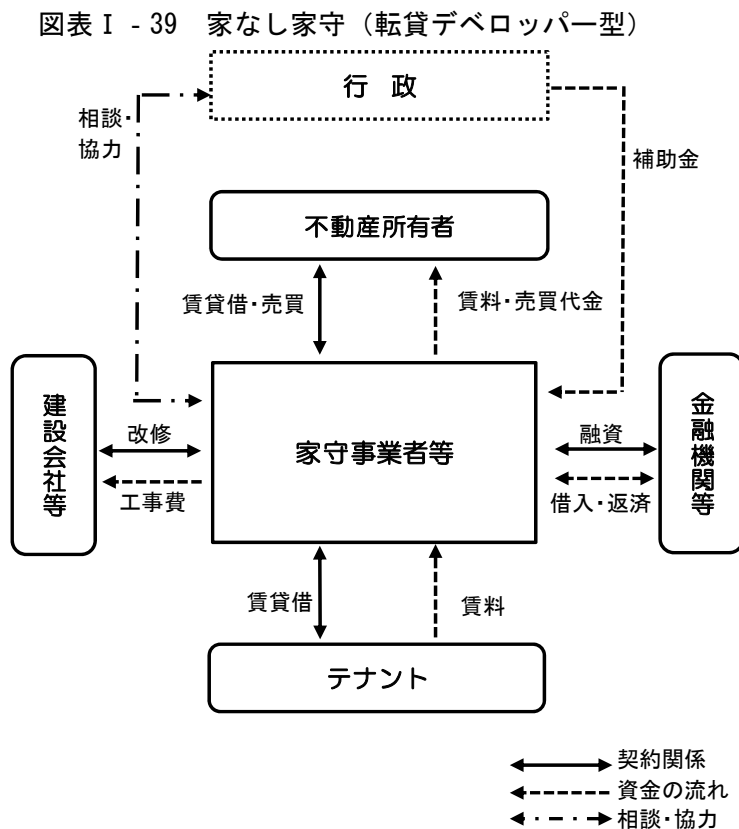 図表Ⅰ-39 家なし家守（転貸デベロッパー型）
行 政
相談・
協力
補助金
不動産所有者
賃貸借・売買
賃料・売買代金
建設会社等
改修
工事費
家守事業者等
融資
借入・返済
金融機関等
賃貸借
賃料
テナント
契約関係
資金の流れ
相談・協力